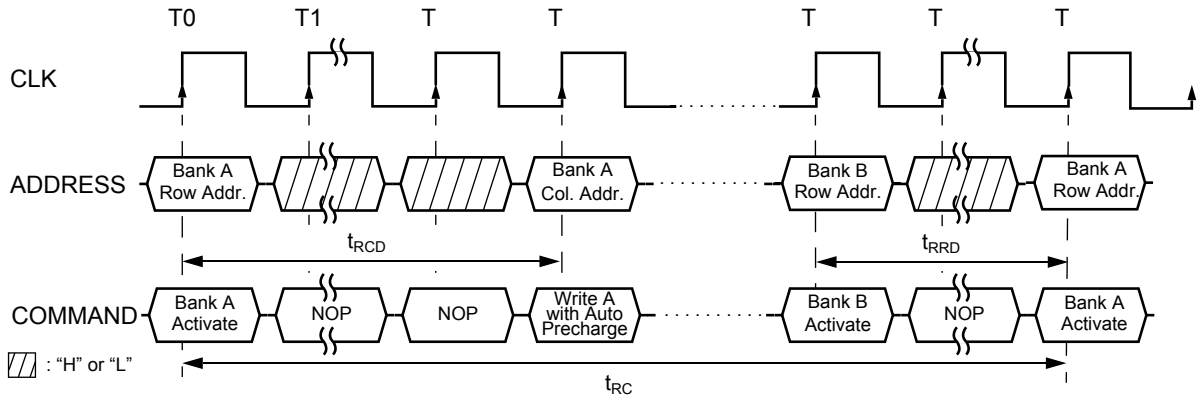 T0 T1 T T T T T
CLK
Bank A Bank A Bank B Bank A
ADDRESS
Row Addr. Col. Addr. Row Addr. Row Addr.
tRCD tRRD
Bank A NOP NOP Write A Bank B NOP Bank A
COMMAND
Activate with Auto Activate Activate
Precharge
: “H” or “L”
tRC